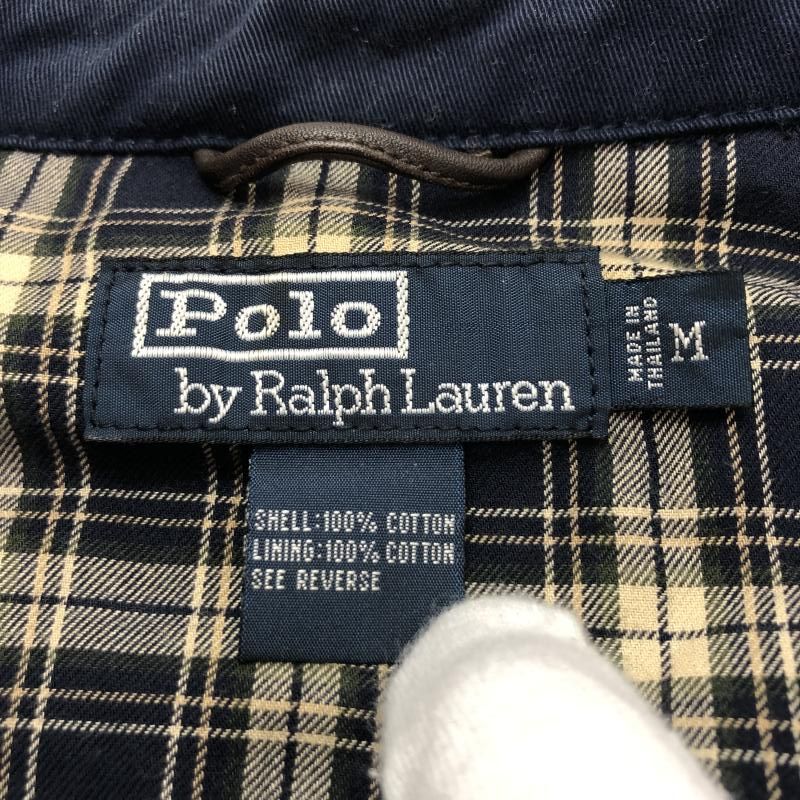 Polo
by Ralph Lauren
MADE IN
THAILAND
M
SHELL:100% COTTON
LINING:100% COTTON
SEE REVERSE